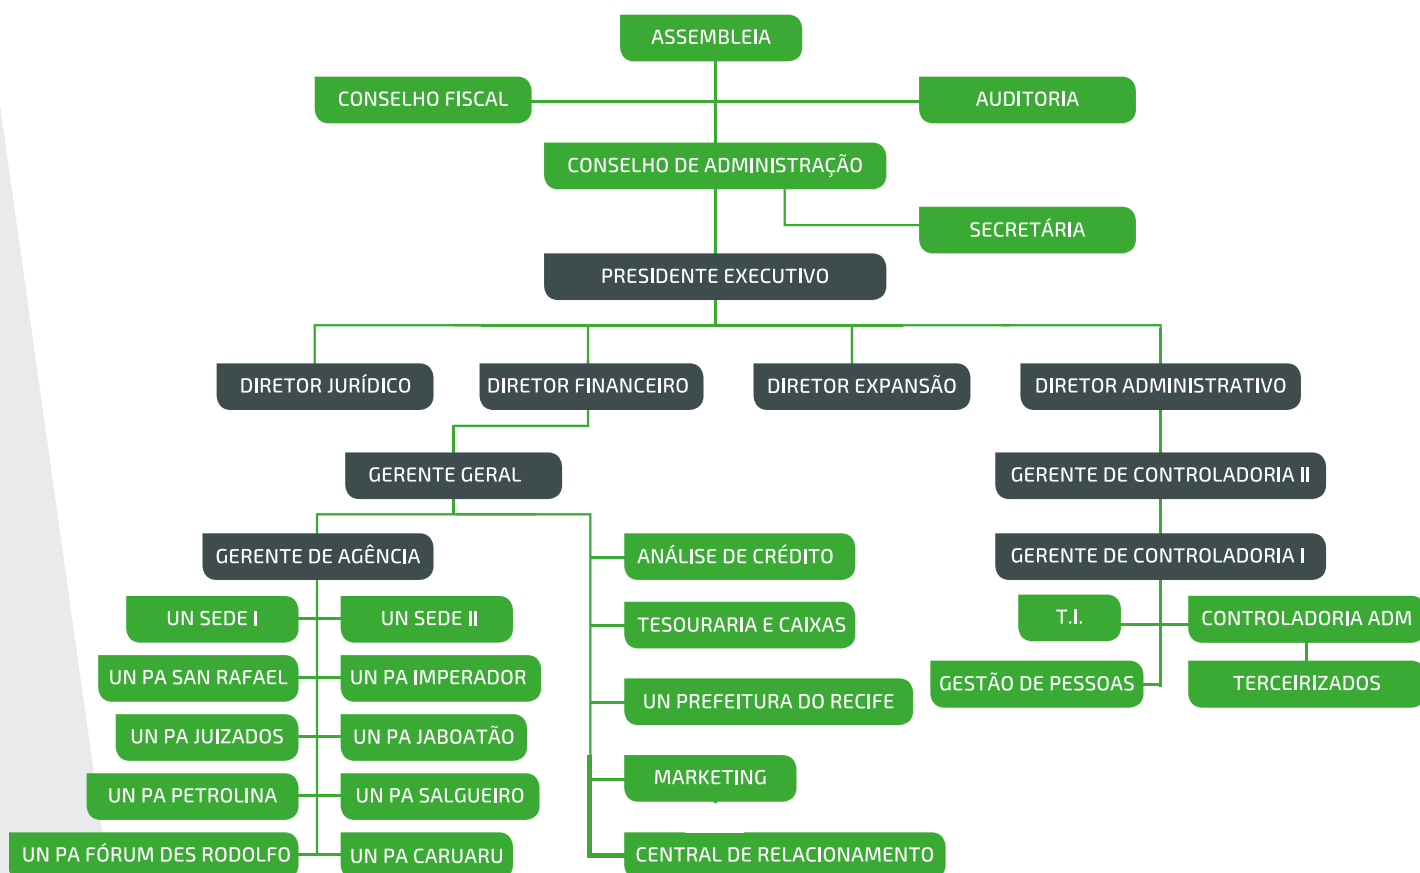 ASSEMBLEIA
CONSELHO FISCAL
AUDITORIA
CONSELHO DE ADMINISTRAÇÃO
SECRETÁRIA
PRESIDENTE EXECUTIVO
DIRETOR JURÍDICO
DIRETOR FINANCEIRO
DIRETOR EXPANSÃO
DIRETOR ADMINISTRATIVO
GERENTE GERAL
GERENTE DE CONTROLADORIA II
GERENTE DE AGÊNCIA
ANÁLISE DE CRÉDITO
GERENTE DE CONTROLADORIA I
UN SEDE I
UN SEDE II
TESOURARIA E CAIXAS
T.I.
CONTROLADORIA ADM
UN PA SAN RAFAEL
UN PA IMPERADOR
UN PREFEITURA DO RECIFE
GESTÃO DE PESSOAS
TERCEIRIZADOS
UN PA JUIZADOS
UN PA JABOATÃO
MARKETING
UN PA PETROLINA
UN PA SALGUEIRO
UN PA FÓRUM DES RODOLFO
UN PA CARUARU
CENTRAL DE RELACIONAMENTO